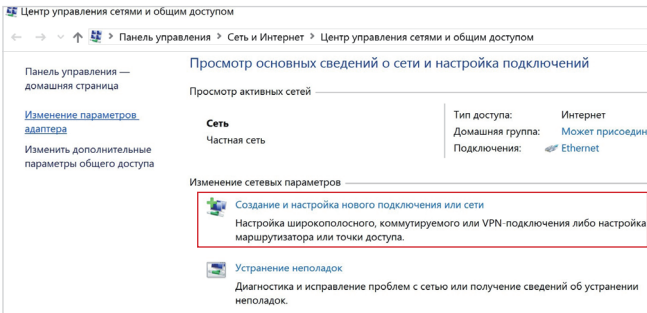 Центр управления сетями и общим доступом
Панель управления > Сеть и Интернет > Центр управления сетями и общим доступом
Панель управления —
домашняя страница
Изменение параметров
адаптера
Изменить дополнительные
параметры общего доступа
Просмотр основных сведений о сети и настройка подключений
Просмотр активных сетей
Сеть
Частная сеть
Тип доступа: Интернет
Домашняя группа: Может присоедин
Подключения: Ethernet
Изменение сетевых параметров
Создание и настройка нового подключения или сети
Настройка широкополосного, коммутируемого или VPN-подключения либо настройка
маршрутизатора или точки доступа.
Устранение неполадок
Диагностика и исправление проблем с сетью или получение сведений об устранении
неполадок.